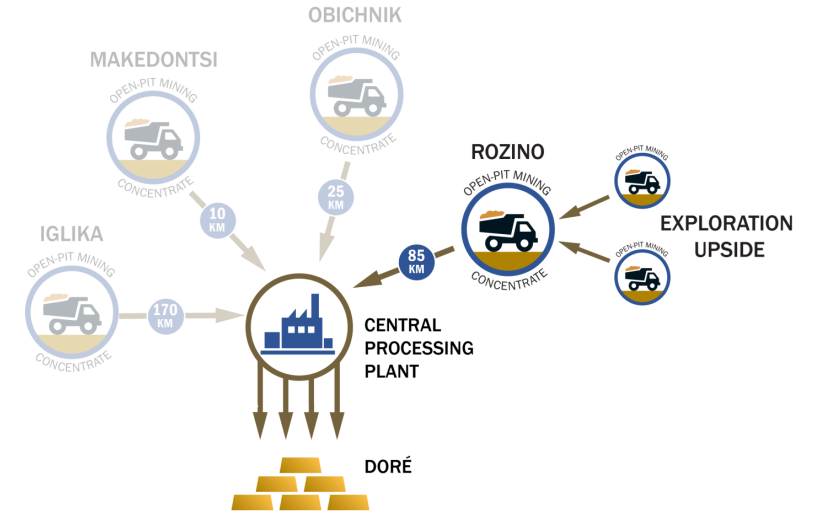 OBICHNIK
OPEN-PIT MINING
CONCENTRATE
25
KM
MAKEDONTSI
OPEN-PIT MINING
CONCENTRATE
10
KM
ROZINO
OPEN-PIT MINING
CONCENTRATE
85
KM
OPEN-PIT MINING
EXPLORATION
UPSIDE
OPEN-PIT MINING
IGLIKA
OPEN-PIT MINING
CONCENTRATE
170
KM
CENTRAL
PROCESSING
PLANT
DORÉ